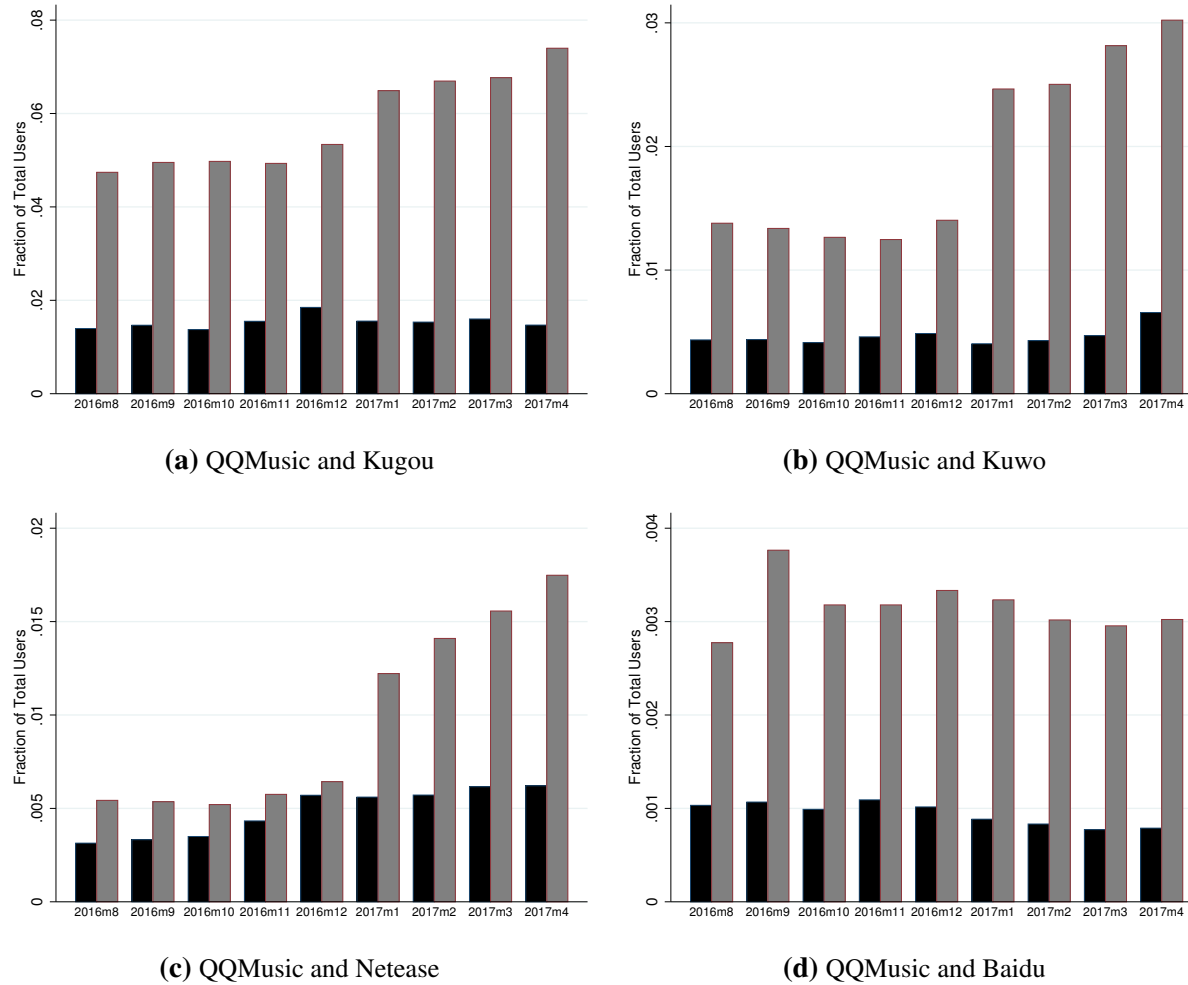 Fraction of Total Users
0 .02 .04 .06 .08
2016m8 2016m9 2016m10 2016m11 2016m12 2017m1 2017m2 2017m3 2017m4
(a) QQMusic and Kugou
Fraction of Total Users
0 .01 .02 .03
2016m8 2016m9 2016m10 2016m11 2016m12 2017m1 2017m2 2017m3 2017m4
(b) QQMusic and Kuwo
Fraction of Total Users
0 .005 .01 .015 .02
2016m8 2016m9 2016m10 2016m11 2016m12 2017m1 2017m2 2017m3 2017m4
(c) QQMusic and Netease
Fraction of Total Users
0 .001 .002 .003 .004
2016m8 2016m9 2016m10 2016m11 2016m12 2017m1 2017m2 2017m3 2017m4
(d) QQMusic and Baidu